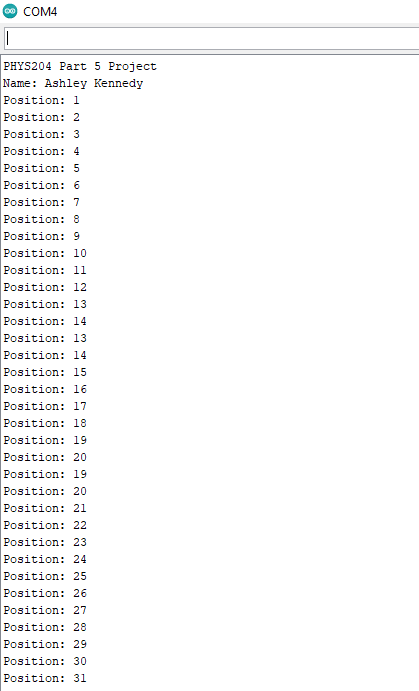 COM4
PHYS204 Part 5 Project
Name: Ashley Kennedy
Position: 1
Position: 2
Position: 3
Position: 4
Position: 5
Position: 6
Position: 7
Position: 8
Position: 9
Position: 10
Position: 11
Position: 12
Position: 13
Position: 14
Position: 13
Position: 14
Position: 15
Position: 16
Position: 17
Position: 18
Position: 19
Position: 20
Position: 19
Position: 20
Position: 21
Position: 22
Position: 23
Position: 24
Position: 25
Position: 26
Position: 27
Position: 28
Position: 29
Position: 30
Position: 31